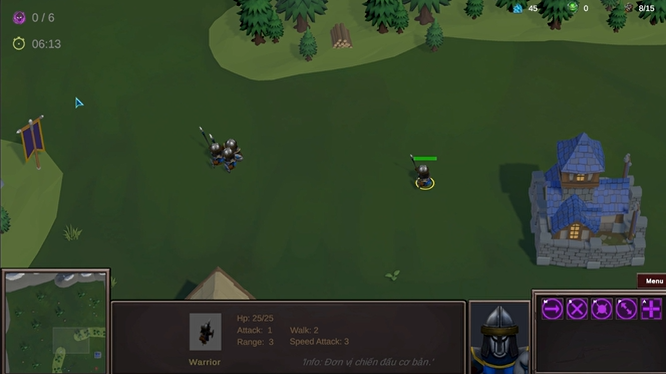 0 / 6
45
0
8/15
06:13
Menu
Hp: 25/25
Attack: 1 Walk: 2
Range: 3 Speed Attack: 3
Warrior
'Info: Đơn vị chiến đấu cơ bản.'